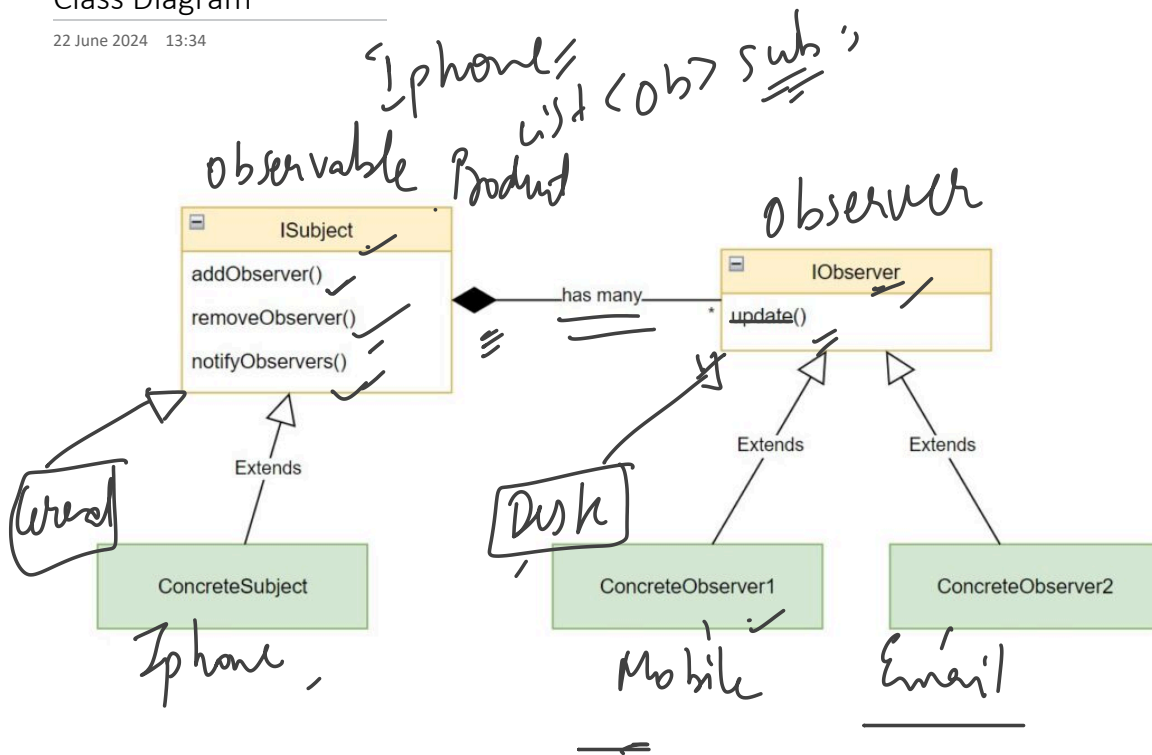 Class Diagram
22 June 2024 13:34
Iphone
List <Ob> sub;
Observable Product
Observer
ISubject
addObserver()
removeObserver()
notifyObservers()
has many
*
IObserver
update()
Extends
Extends
Extends
Desk
ConcreteSubject
ConcreteObserver1
ConcreteObserver2
Iphone,
Mobile
Email